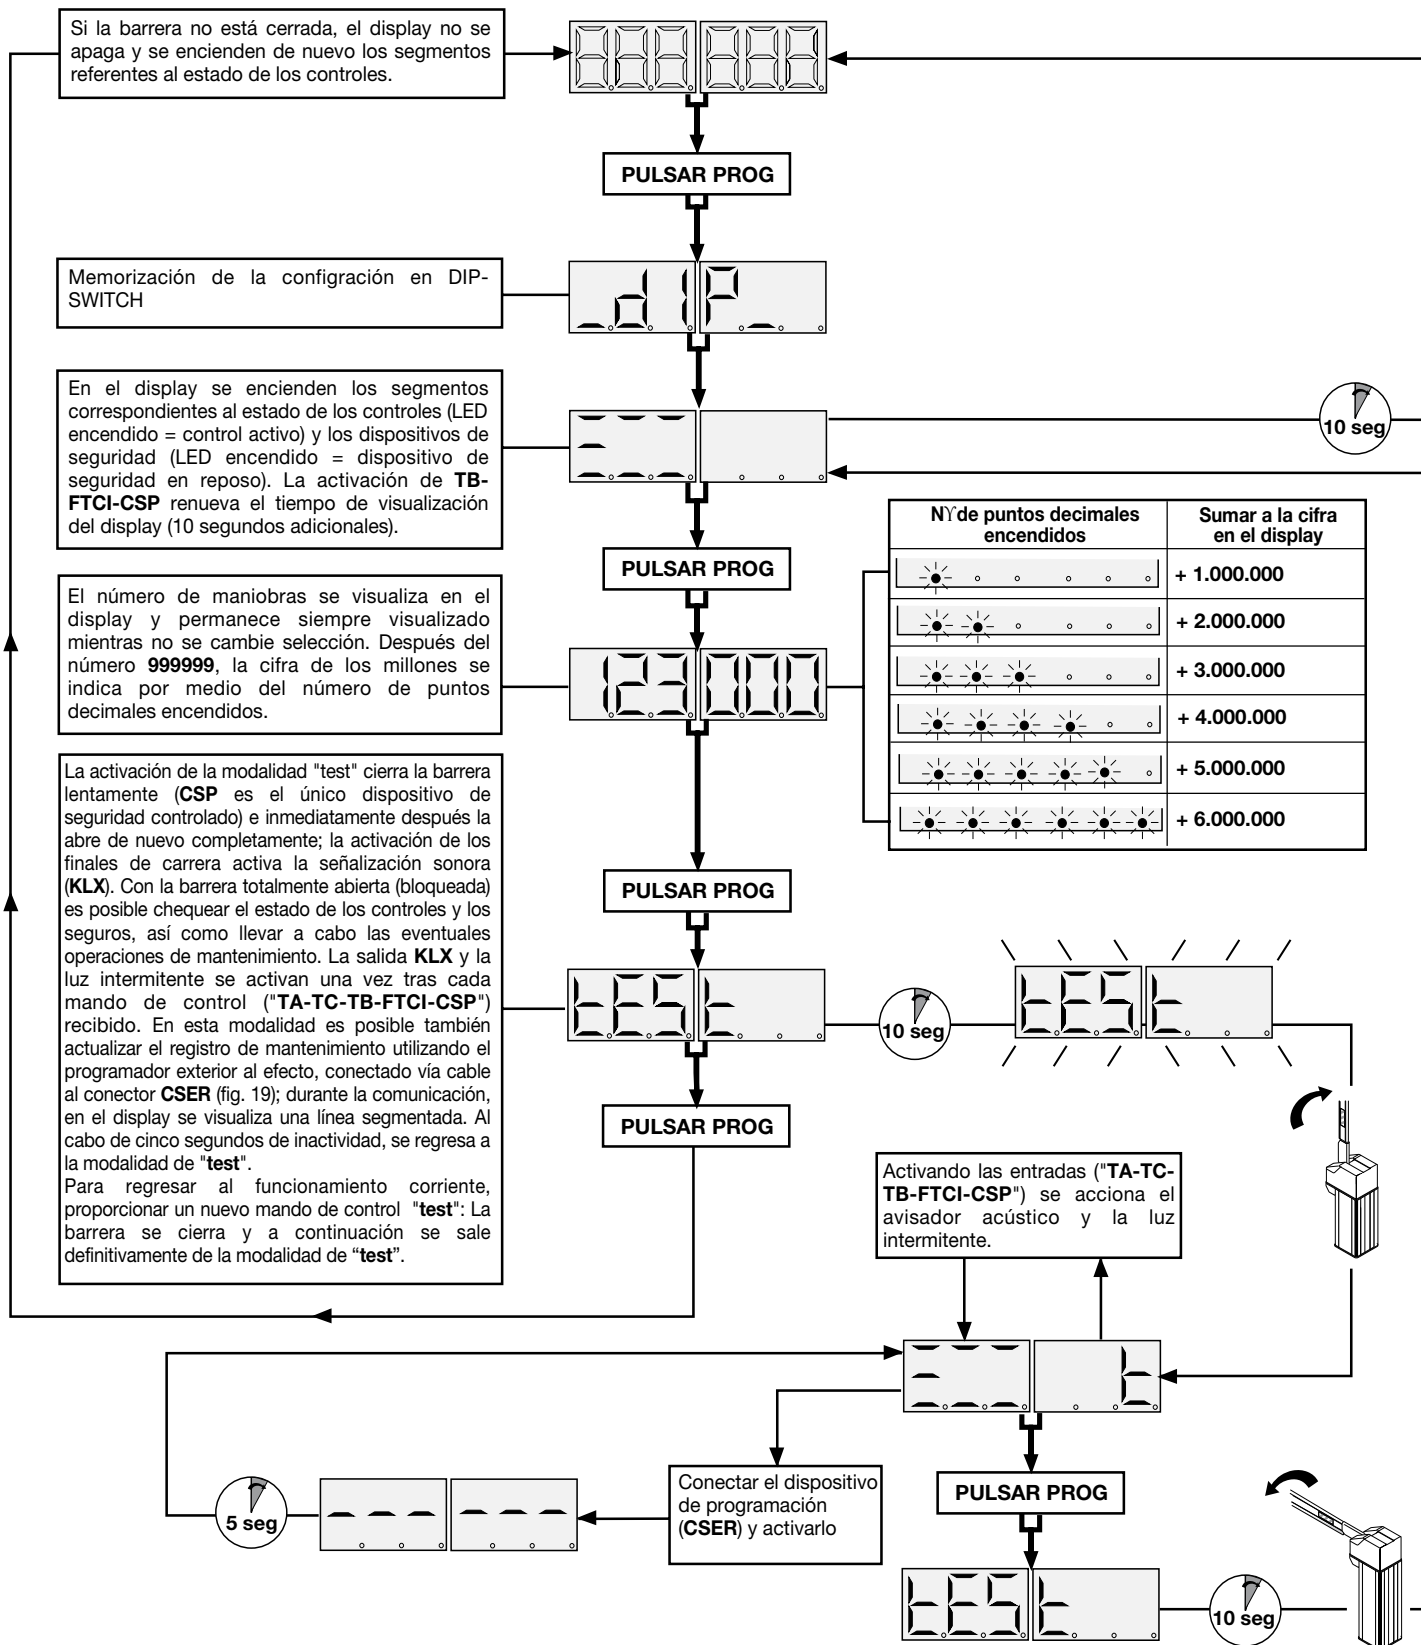 Si la barrera no está cerrada, el display no se
apaga y se encienden de nuevo los segmentos
referentes al estado de los controles.
PULSAR PROG
Memorización de la configración en DIP-
SWITCH
_dIP_
En el display se encienden los segmentos
correspondientes al estado de los controles (LED
encendido = control activo) y los dispositivos de
seguridad (LED encendido = dispositivo de
seguridad en reposo). La activación de TB-
FTCI-CSP renueva el tiempo de visualización
del display (10 segundos adicionales).
10 seg
PULSAR PROG
El número de maniobras se visualiza en el
display y permanece siempre visualizado
mientras no se cambie selección. Después del
número 999999, la cifra de los millones se
indica por medio del número de puntos
decimales encendidos.
123000
NϒdE puntos decimales
encendidos
Sumar a la cifra
en el display
+ 1.000.000
+ 2.000.000
+ 3.000.000
+ 4.000.000
+ 5.000.000
+ 6.000.000
La activación de la modalidad "test" cierra la barrera
lentamente (CSP es el único dispositivo de
seguridad controlado) e inmediatamente después la
abre de nuevo completamente; la activación de los
finales de carrera activa la señalización sonora
(KLX). Con la barrera totalmente abierta (bloqueada)
es posible chequear el estado de los controles y los
seguros, así como llevar a cabo las eventuales
operaciones de mantenimiento. La salida KLX y la
luz intermitente se activan una vez tras cada
mando de control ("TA-TC-TB-FTCI-CSP")
recibido. En esta modalidad es posible también
actualizar el registro de mantenimiento utilizando el
programador exterior al efecto, conectado vía cable
al conector CSER (fig. 19); durante la comunicación,
en el display se visualiza una línea segmentada. Al
cabo de cinco segundos de inactividad, se regresa a
la modalidad de "test".
Para regresar al funcionamiento corriente,
proporcionar un nuevo mando de control "test": La
barrera se cierra y a continuación se sale
definitivamente de la modalidad de “test”.
PULSAR PROG
tESt
10 seg
tESt
PULSAR PROG
Activando las entradas ("TA-TC-
TB-FTCI-CSP") se acciona el
avisador acústico y la luz
intermitente.
t
Conectar el dispositivo
de programación
(CSER) y activarlo
5 seg
--- ---
PULSAR PROG
tESt
10 seg